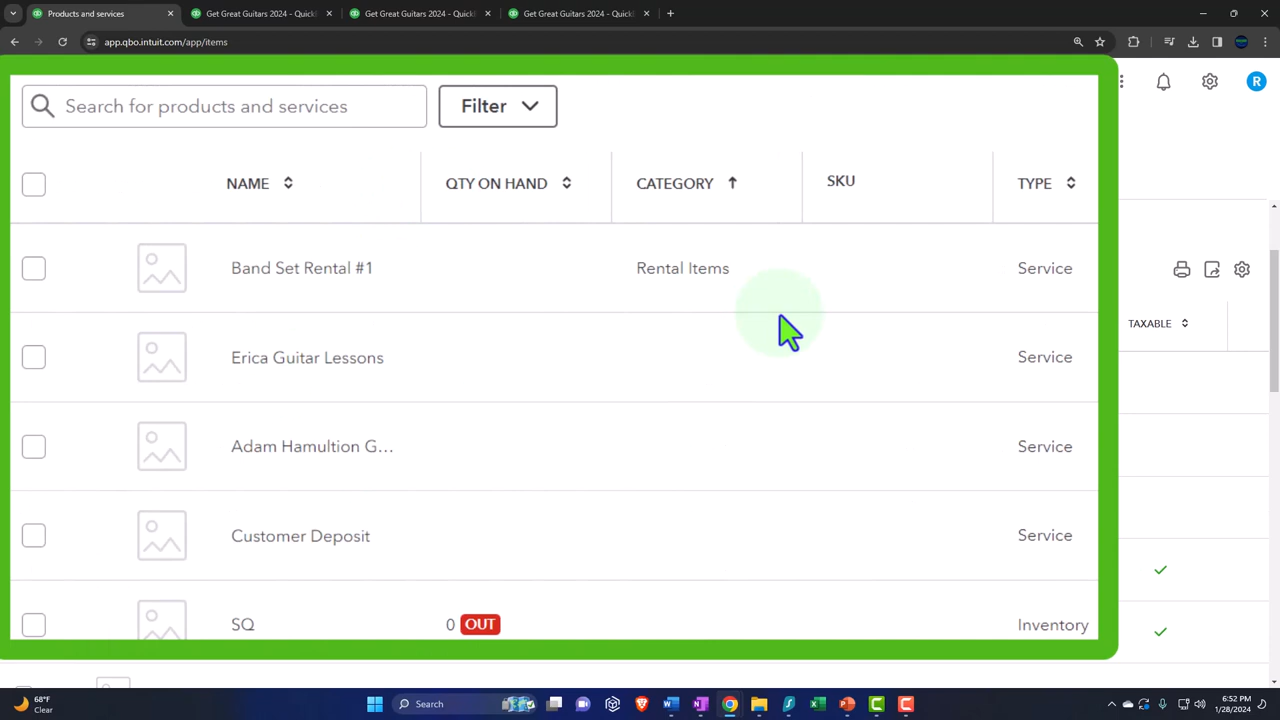 Products and services
Get Great Guitars 2024 - Quick
Get Great Guitars 2024 - QuickB
Get Great Guitars 2024 - QuickB
app.qbo.intuit.com/app/items
R
Search for products and services
Filter
NAME QTY ON HAND CATEGORY SKU TYPE
TAXABLE
Band Set Rental #1 Rental Items Service
Erica Guitar Lessons Service
Adam Hamultion G... Service
Customer Deposit Service
SQ 0 OUT Inventory
68°F
Clear
Search
6:52 PM
1/28/2024